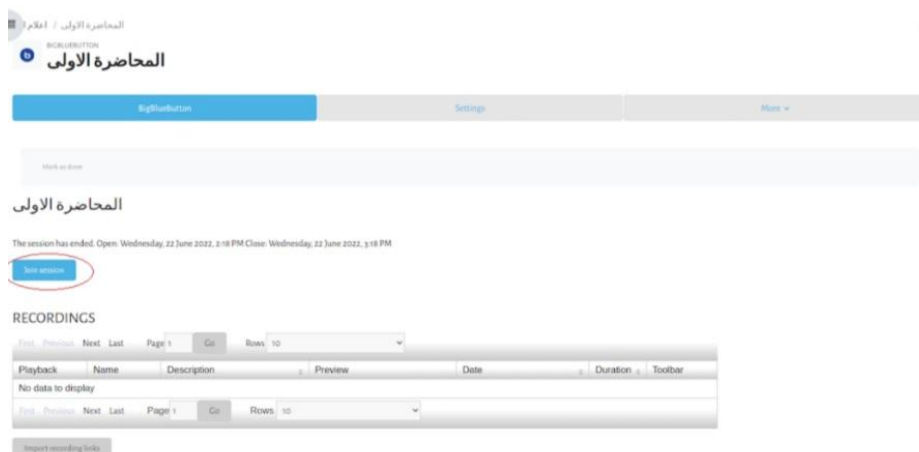 المحاضرة الاولى / اعلام ا
BIGBLUEBUTTON
المحاضرة الاولى
BigBlueButton Settings More
Mark as done
المحاضرة الاولى
The session has ended. Open: Wednesday, 22 June 2022, 2:18 PM Close: Wednesday, 22 June 2022, 3:18 PM
Join session
RECORDINGS
First Previous Next Last Page 1 Go Rows 10
Playback Name Description Preview Date Duration Toolbar
No data to display
First Previous Next Last Page 1 Go Rows 10
Import recording links